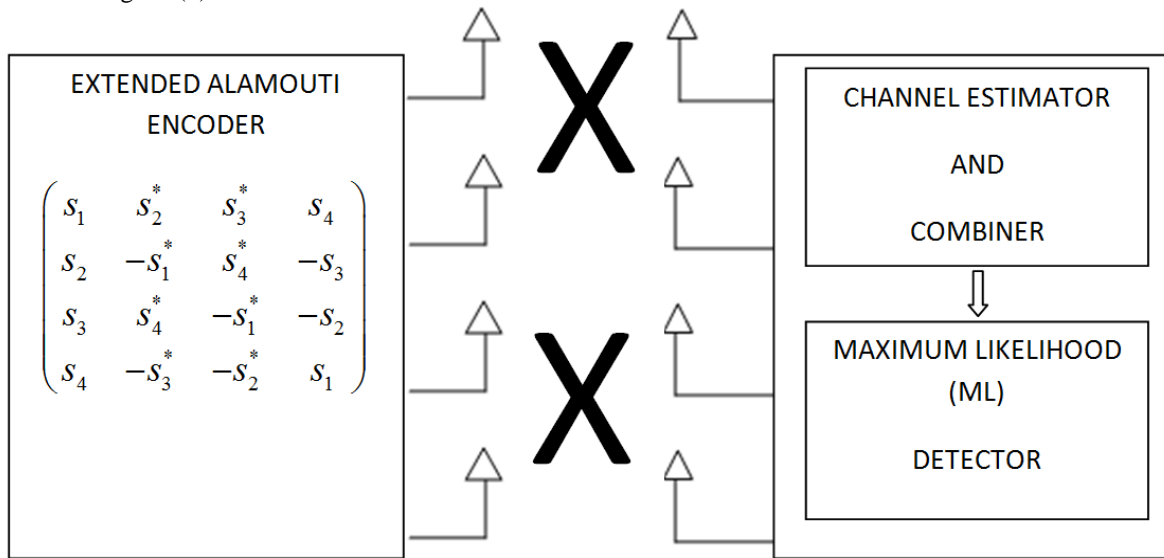 EXTENDED ALAMOUTI
ENCODER
s₁ s₂* s₃* s₄
s₂ −s₁* s₄* −s₃
s₃ s₄* −s₁* −s₂
s₄ −s₃* −s₂* s₁
X
X
CHANNEL ESTIMATOR
AND
COMBINER
MAXIMUM LIKELIHOOD
(ML)
DETECTOR